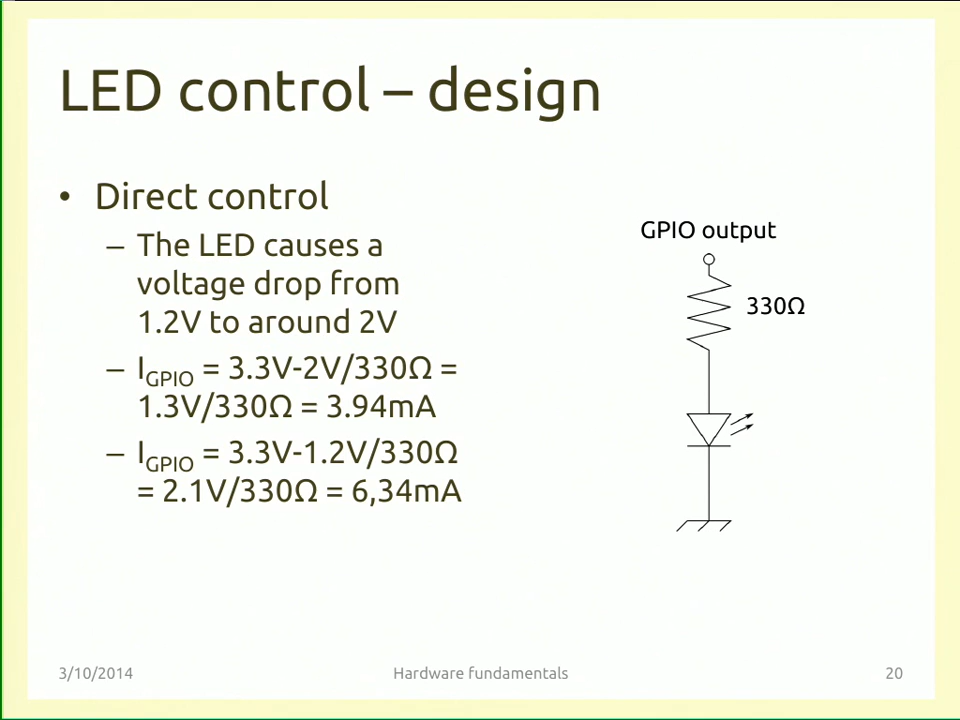 LED control – design
• Direct control
– The LED causes a
voltage drop from
1.2V to around 2V
– I_GPIO = 3.3V-2V/330Ω =
1.3V/330Ω = 3.94mA
– I_GPIO = 3.3V-1.2V/330Ω
= 2.1V/330Ω = 6,34mA
GPIO output
330Ω
3/10/2014
Hardware fundamentals
20